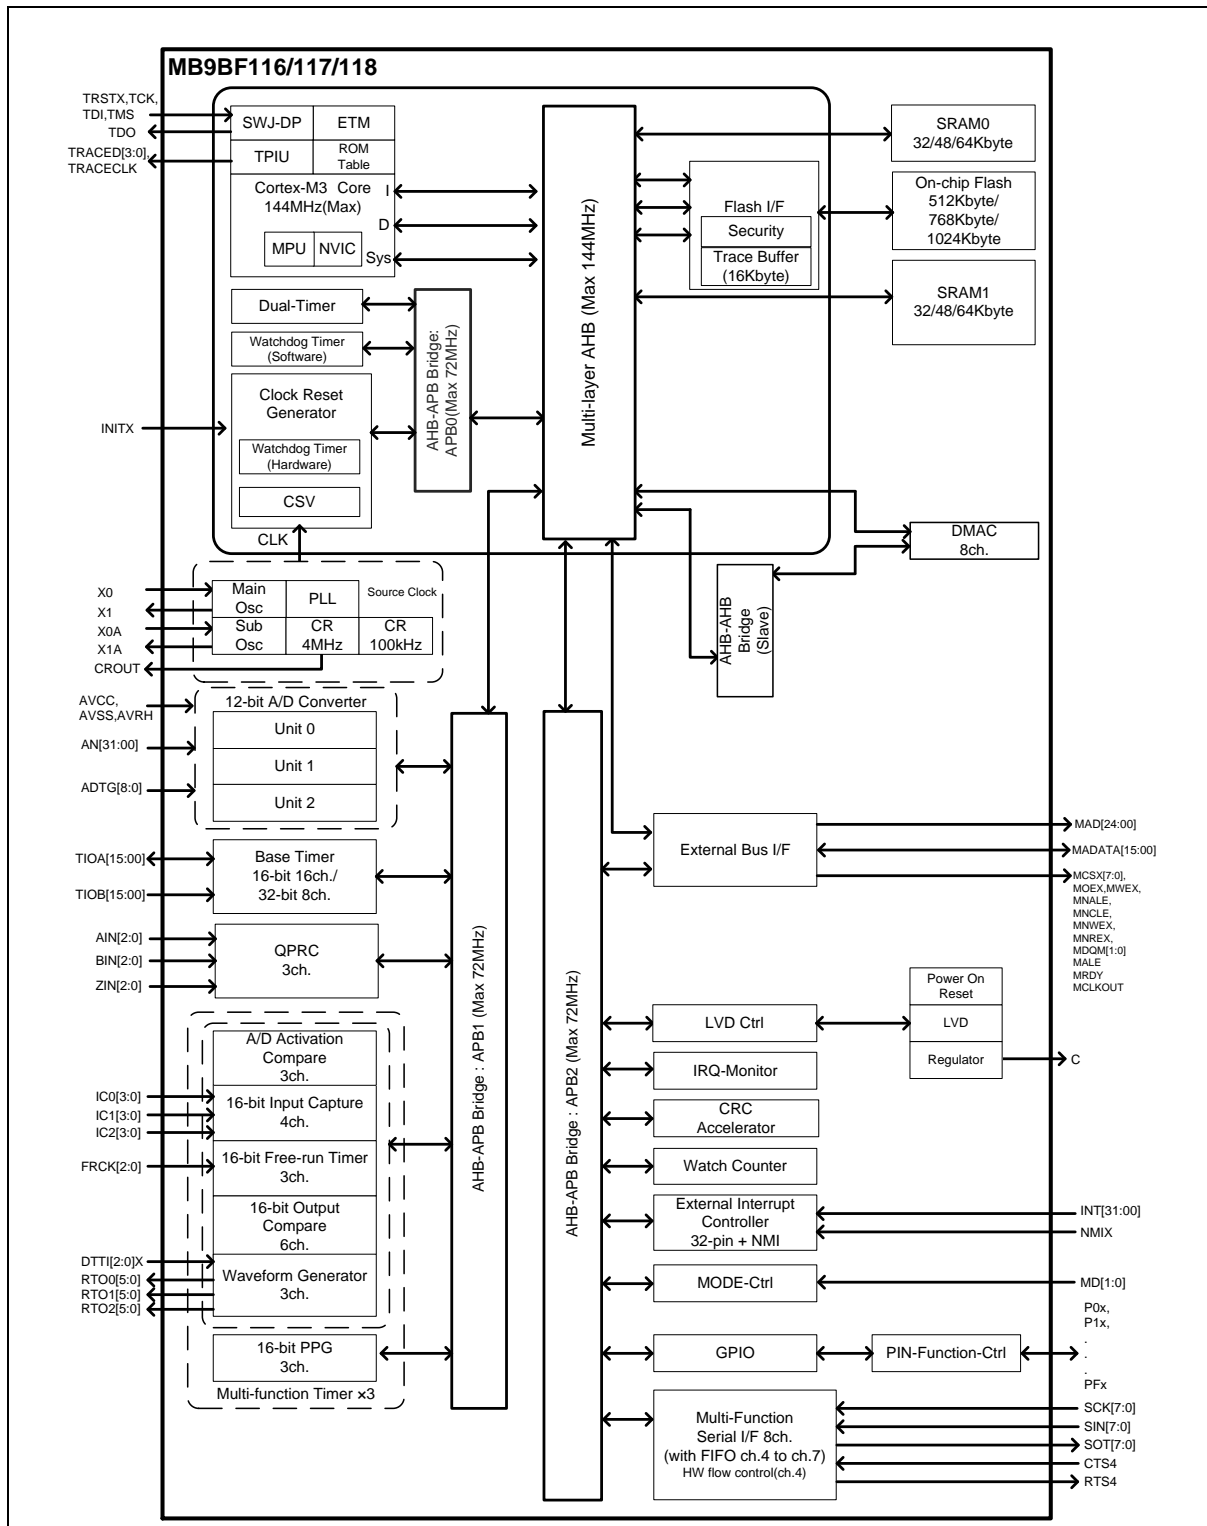 MB9BF116/117/118
TRSTX,TCK,
TDI,TMS
TDO
TRACED[3:0],
TRACECLK
SWJ-DP
ETM
TPIU
ROM
Table
Cortex-M3 Core
144MHz(Max)
I
D
Sys
MPU
NVIC
Multi-layer AHB (Max 144MHz)
Flash I/F
Security
Trace Buffer
(16Kbyte)
SRAM0
32/48/64Kbyte
On-chip Flash
512Kbyte/
768Kbyte/
1024Kbyte
SRAM1
32/48/64Kbyte
Dual-Timer
Watchdog Timer
(Software)
AHB-APB Bridge:
APB0(Max 72MHz)
INITX
Clock Reset
Generator
Watchdog Timer
(Hardware)
CSV
CLK
DMAC
8ch.
AHB-AHB
Bridge
(Slave)
X0
X1
X0A
X1A
CROUT
Main
Osc
PLL
Source Clock
Sub
Osc
CR
4MHz
CR
100kHz
AVCC,
AVSS,AVRH
AN[31:00]
ADTG[8:0]
12-bit A/D Converter
Unit 0
Unit 1
Unit 2
TIOA[15:00]
TIOB[15:00]
Base Timer
16-bit 16ch./
32-bit 8ch.
AIN[2:0]
BIN[2:0]
ZIN[2:0]
QPRC
3ch.
A/D Activation
Compare
3ch.
IC0[3:0]
IC1[3:0]
IC2[3:0]
16-bit Input Capture
4ch.
FRCK[2:0]
16-bit Free-run Timer
3ch.
16-bit Output
Compare
6ch.
DTTI[2:0]X
RTO0[5:0]
RTO1[5:0]
RTO2[5:0]
Waveform Generator
3ch.
16-bit PPG
3ch.
Multi-function Timer ×3
AHB-APB Bridge : APB1 (Max 72MHz)
AHB-APB Bridge : APB2 (Max 72MHz)
External Bus I/F
MAD[24:00]
MADATA[15:00]
MCSX[7:0],
MOEX,MWEX,
MNALE,
MNCLE,
MNWEX,
MNREX,
MDQM[1:0]
MALE
MRDY
MCLKOUT
Power On
Reset
LVD
Regulator
C
LVD Ctrl
IRQ-Monitor
CRC
Accelerator
Watch Counter
External Interrupt
Controller
32-pin + NMI
INT[31:00]
NMIX
MODE-Ctrl
MD[1:0]
GPIO
PIN-Function-Ctrl
P0x,
P1x,
.
.
.
PFx
Multi-Function
Serial I/F 8ch.
(with FIFO ch.4 to ch.7)
HW flow control(ch.4)
SCK[7:0]
SIN[7:0]
SOT[7:0]
CTS4
RTS4